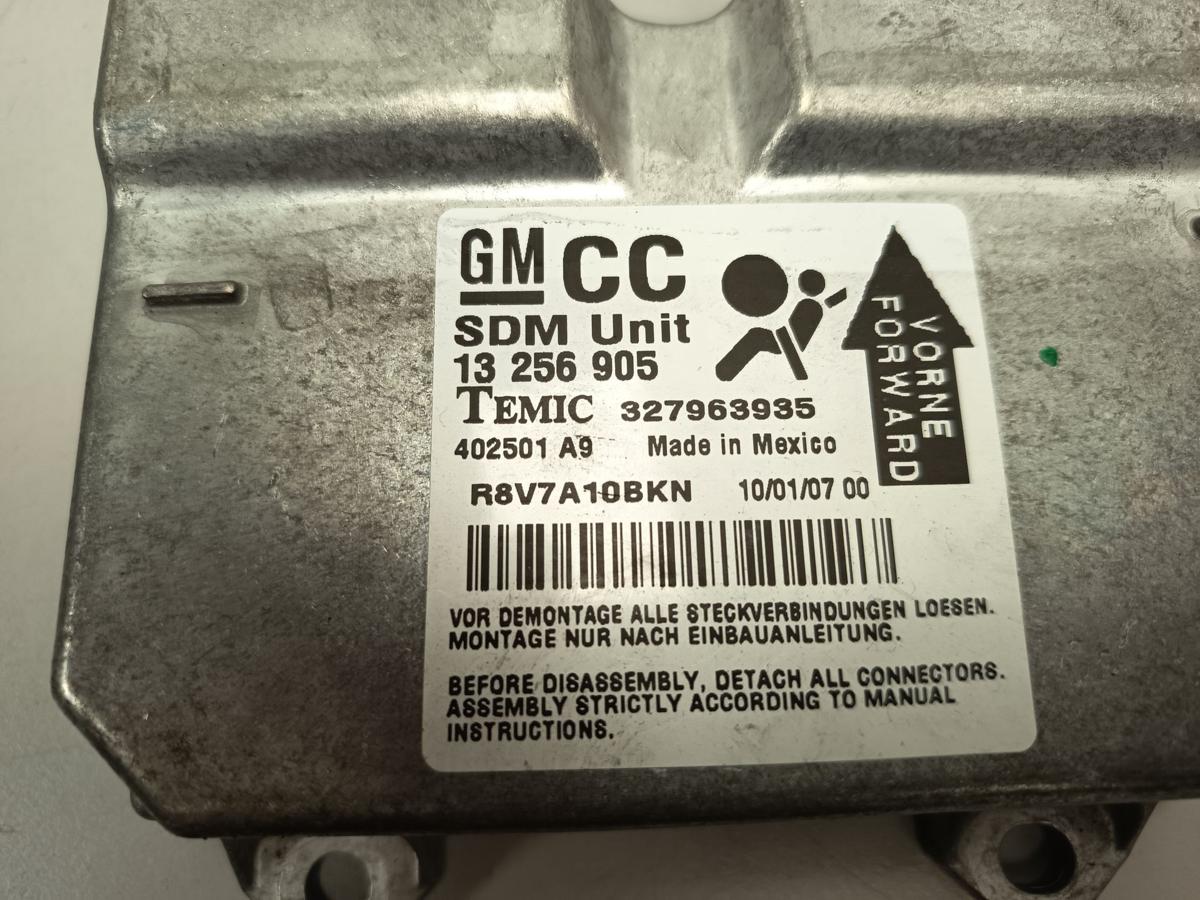 GM CC
SDM Unit
13 256 905
TEMIC 327963935
402501 A9 Made in Mexico
R8V7A10BKN 10/01/07 00
VORNE
FORWARD
VOR DEMONTAGE ALLE STECKVERBINDUNGEN LOESEN.
MONTAGE NUR NACH EINBAUANLEITUNG.
BEFORE DISASSEMBLY, DETACH ALL CONNECTORS.
ASSEMBLY STRICTLY ACCORDING TO MANUAL
INSTRUCTIONS.